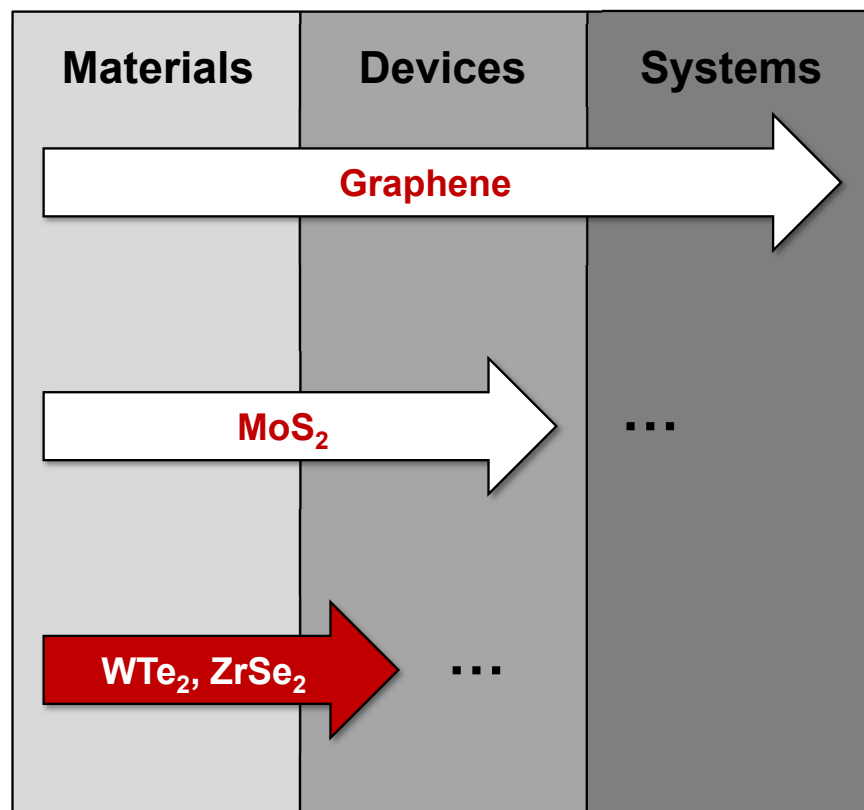 Materials Devices Systems
Graphene
MoS₂
...
WTe₂, ZrSe₂
...